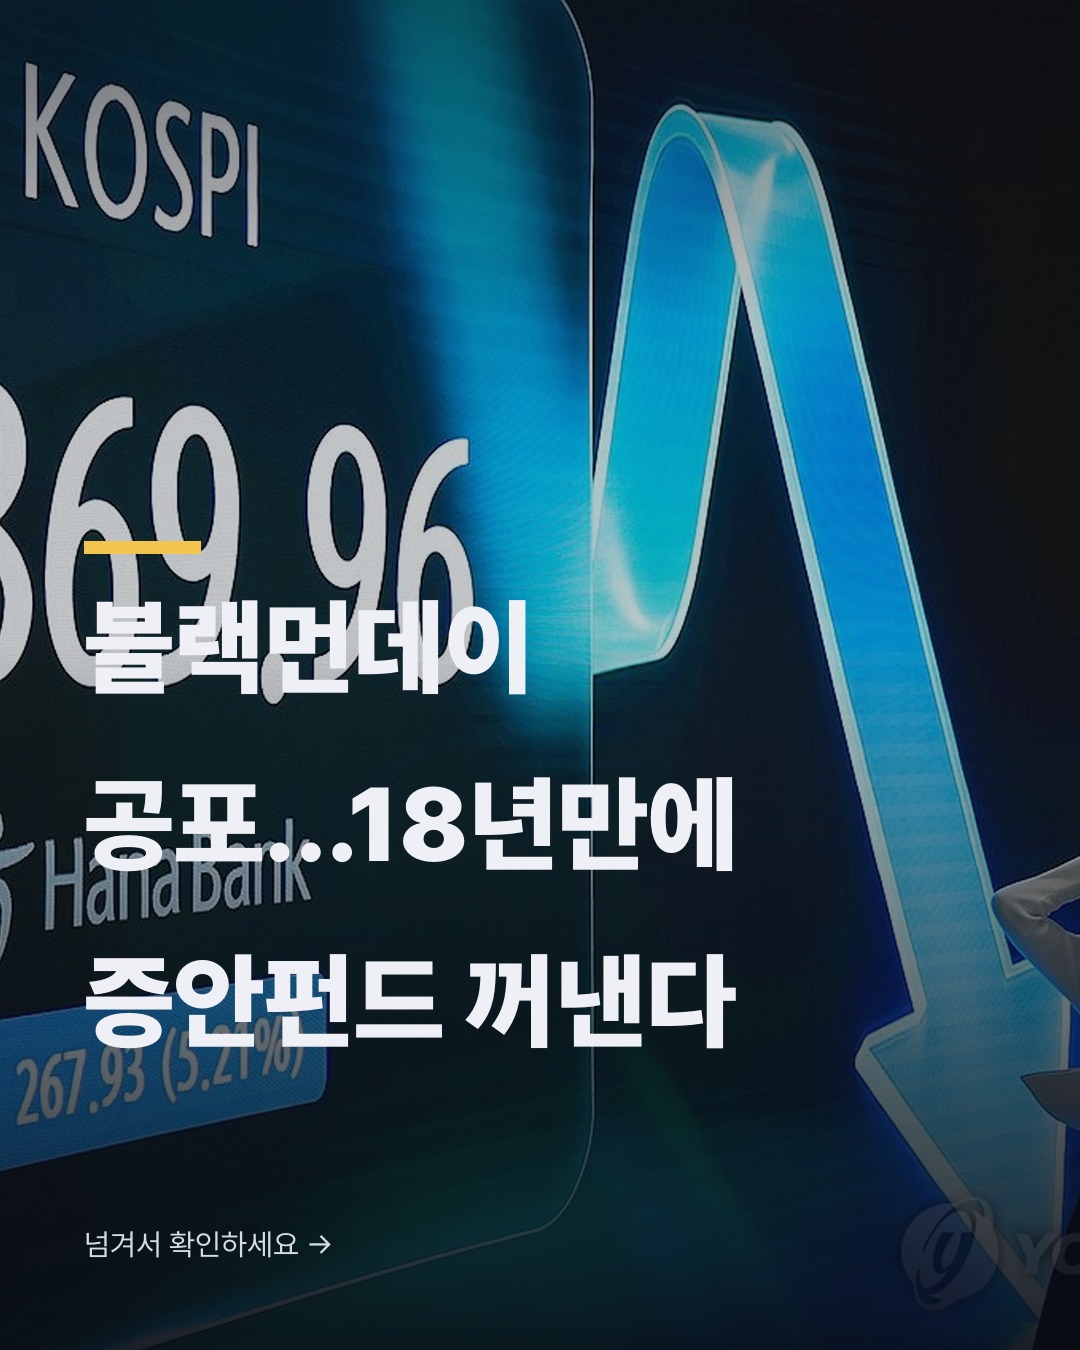 KOSPI
369.96
블랙먼데이
공포...18년만에
Hana Bank
증안펀드 꺼낸다
267.93 (5.21%)
넘겨서 확인하세요 →
YO